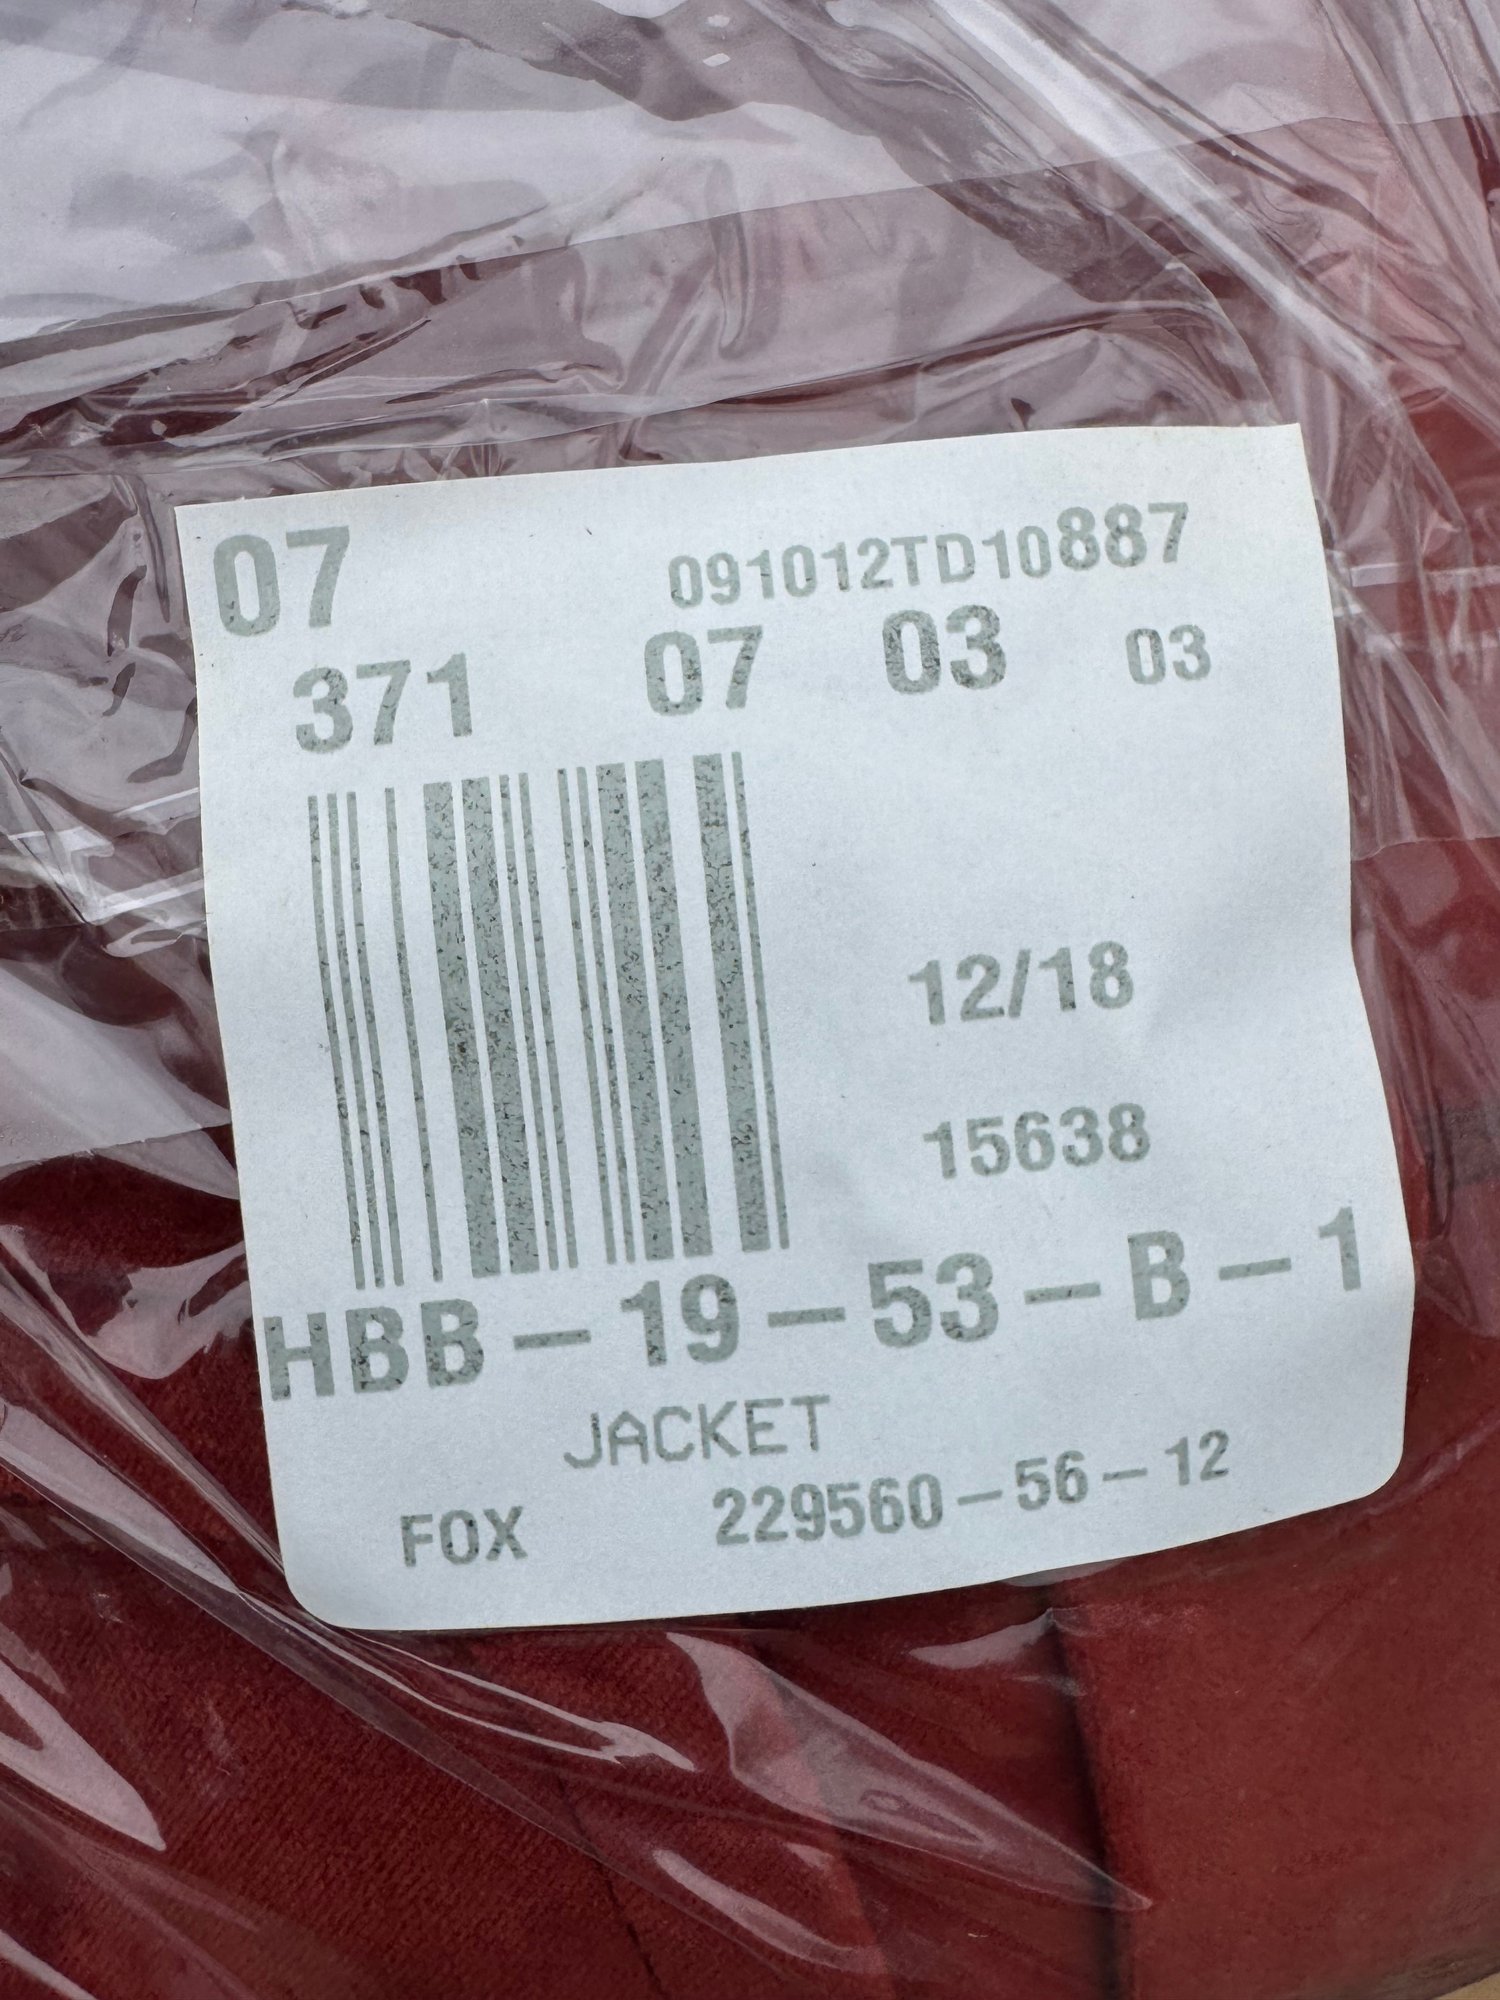 07 091012TD10887
371 07 03 03
12/18
15638
HBB-19-53-B-1
JACKET
FOX 229560-56-12